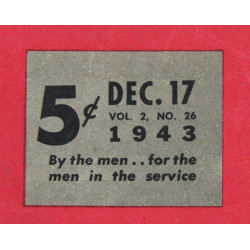 5¢
DEC. 17
VOL. 2, NO. 26
1943
By the men . . for the
men in the service